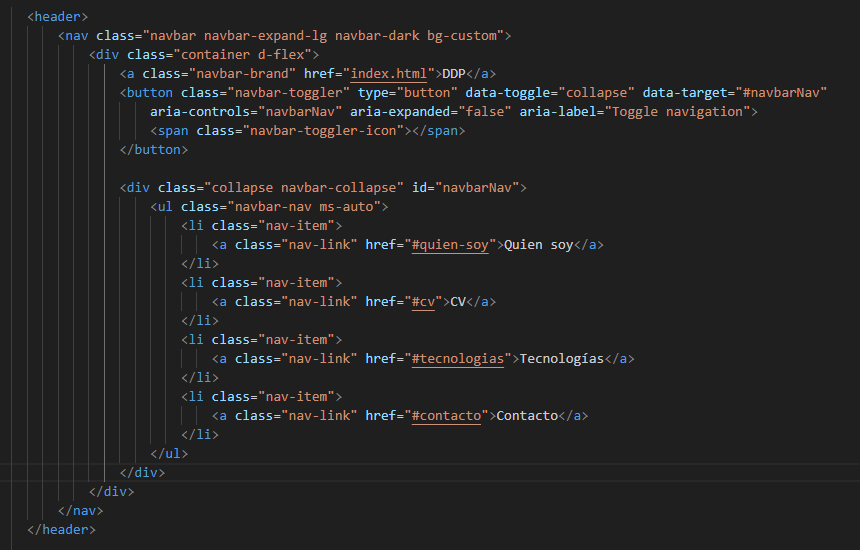 <header>
<nav class="navbar navbar-expand-lg navbar-dark bg-custom">
<div class="container d-flex">
<a class="navbar-brand" href="index.html">DDP</a>
<button class="navbar-toggler" type="button" data-toggle="collapse" data-target="#navbarNav"
aria-controls="navbarNav" aria-expanded="false" aria-label="Toggle navigation">
<span class="navbar-toggler-icon"></span>
</button>
<div class="collapse navbar-collapse" id="navbarNav">
<ul class="navbar-nav ms-auto">
<li class="nav-item">
<a class="nav-link" href="#quien-soy">Quien soy</a>
</li>
<li class="nav-item">
<a class="nav-link" href="#cv">CV</a>
</li>
<li class="nav-item">
<a class="nav-link" href="#tecnologias">Tecnologías</a>
</li>
<li class="nav-item">
<a class="nav-link" href="#contacto">Contacto</a>
</li>
</ul>
</div>
</div>
</nav>
</header>